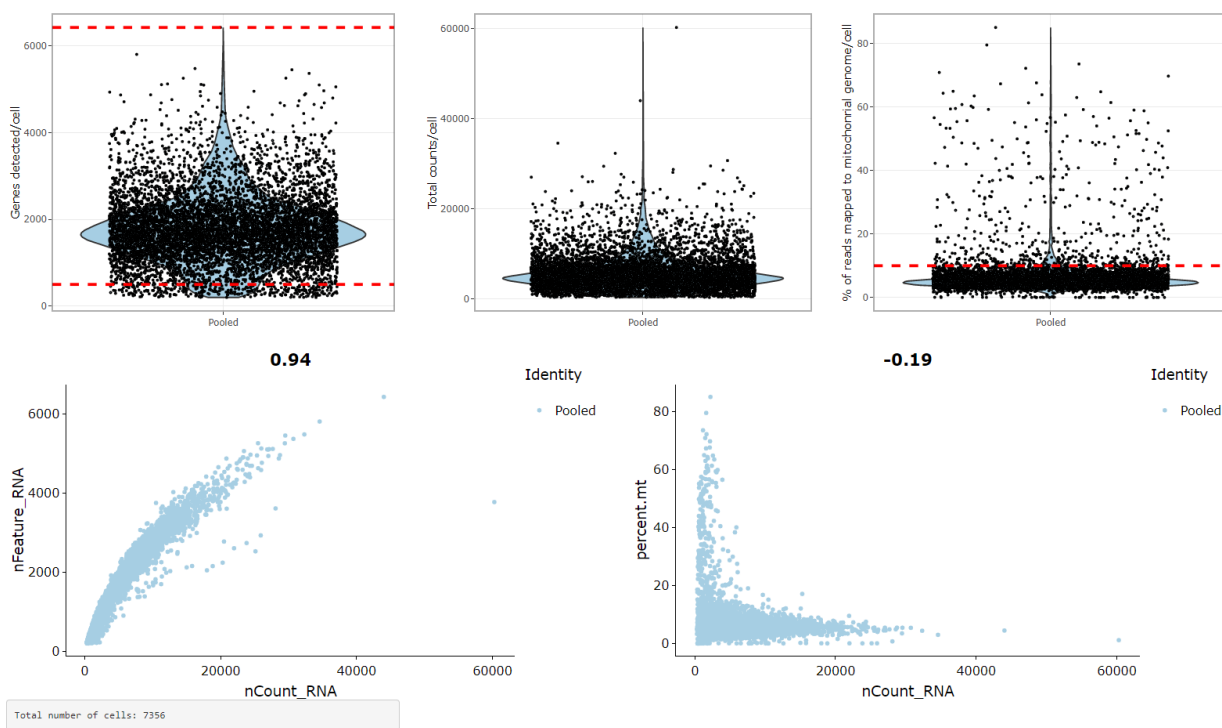 Genes detected/cell
6000
4000
2000
0
Pooled
Total counts/cell
60000
40000
20000
0
Pooled
% of reads mapped to mitochonrial genome/cell
80
60
40
20
0
Pooled
0.94
Identity
Pooled
nFeature_RNA
6000
4000
2000
0
0
20000
40000
60000
nCount_RNA
-0.19
Identity
Pooled
percent.mt
80
60
40
20
0
0
20000
40000
60000
nCount_RNA
Total number of cells: 7356